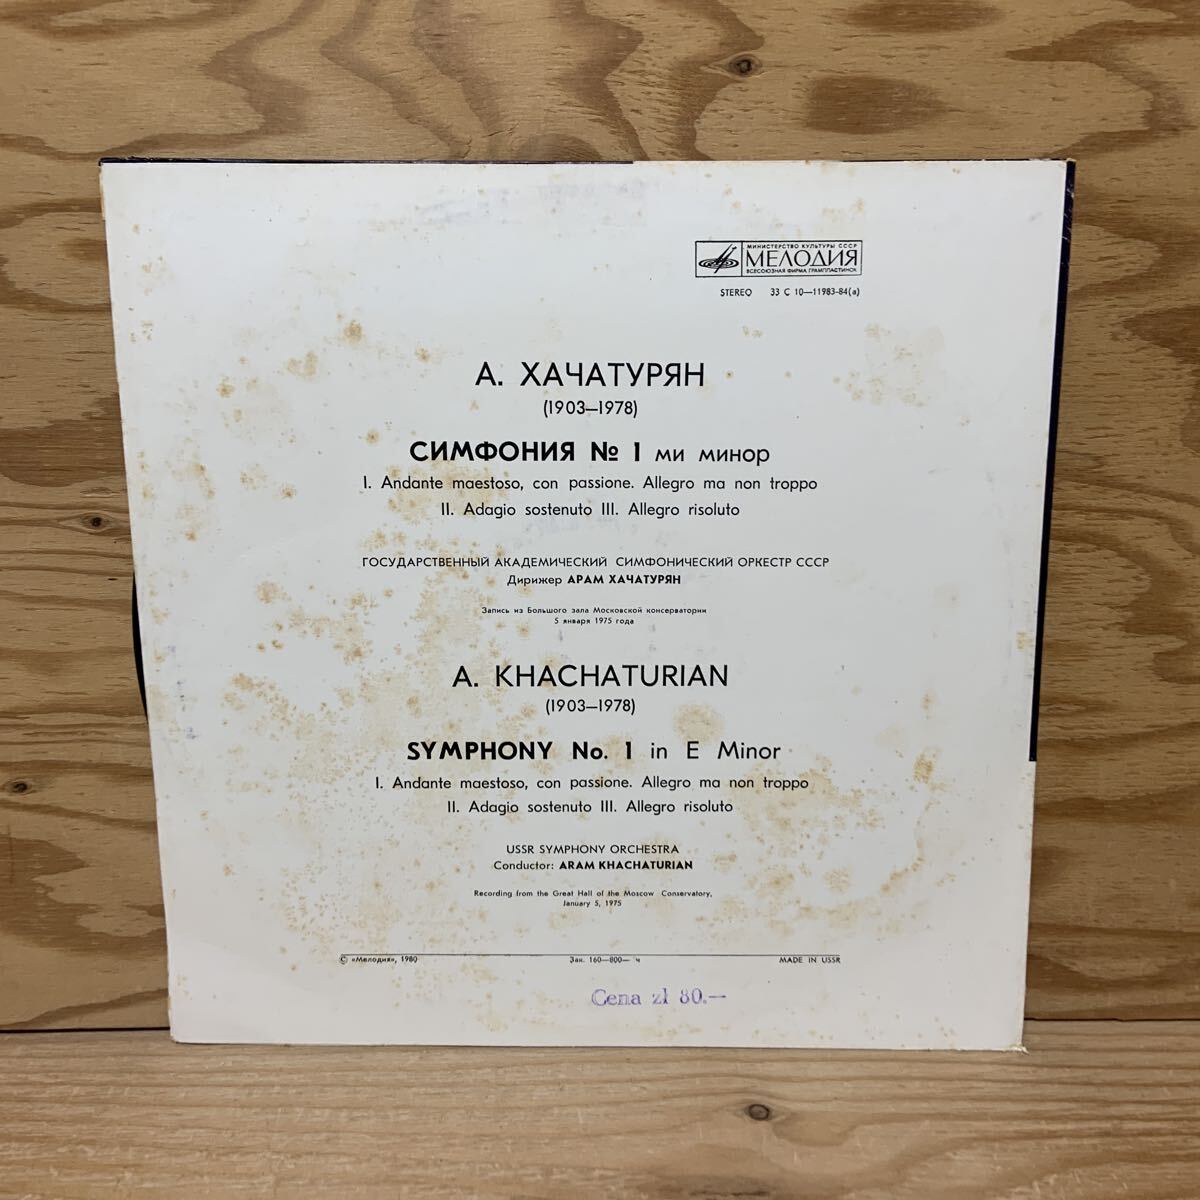 МИНИСТЕРСТВО КУЛЬТУРЫ СССР
МЕЛОДИЯ
ВСЕСОЮЗНАЯ ФИРМА ГРАМПЛАСТИНОК
STEREO 33 С 10—11983-84(а)
А. ХАЧАТУРЯН
(1903—1978)
СИМФОНИЯ № 1 ми минор
I. Andante maestoso, con passione. Allegro ma non troppo
II. Adagio sostenuto III. Allegro risoluto
ГОСУДАРСТВЕННЫЙ АКАДЕМИЧЕСКИЙ СИМФОНИЧЕСКИЙ ОРКЕСТР СССР
Дирижер АРАМ ХАЧАТУРЯН
Запись из Большого зала Московской консерватории
5 января 1975 года
A. KHACHATURIAN
(1903—1978)
SYMPHONY No. 1 in E Minor
I. Andante maestoso, con passione. Allegro ma non troppo
II. Adagio sostenuto III. Allegro risoluto
USSR SYMPHONY ORCHESTRA
Conductor: ARAM KHACHATURIAN
Recording from the Great Hall of the Moscow Conservatory,
January 5, 1975
© «Мелодия», 1980 Зак. 160—800— ч MADE IN USSR
Cena zł 80.—